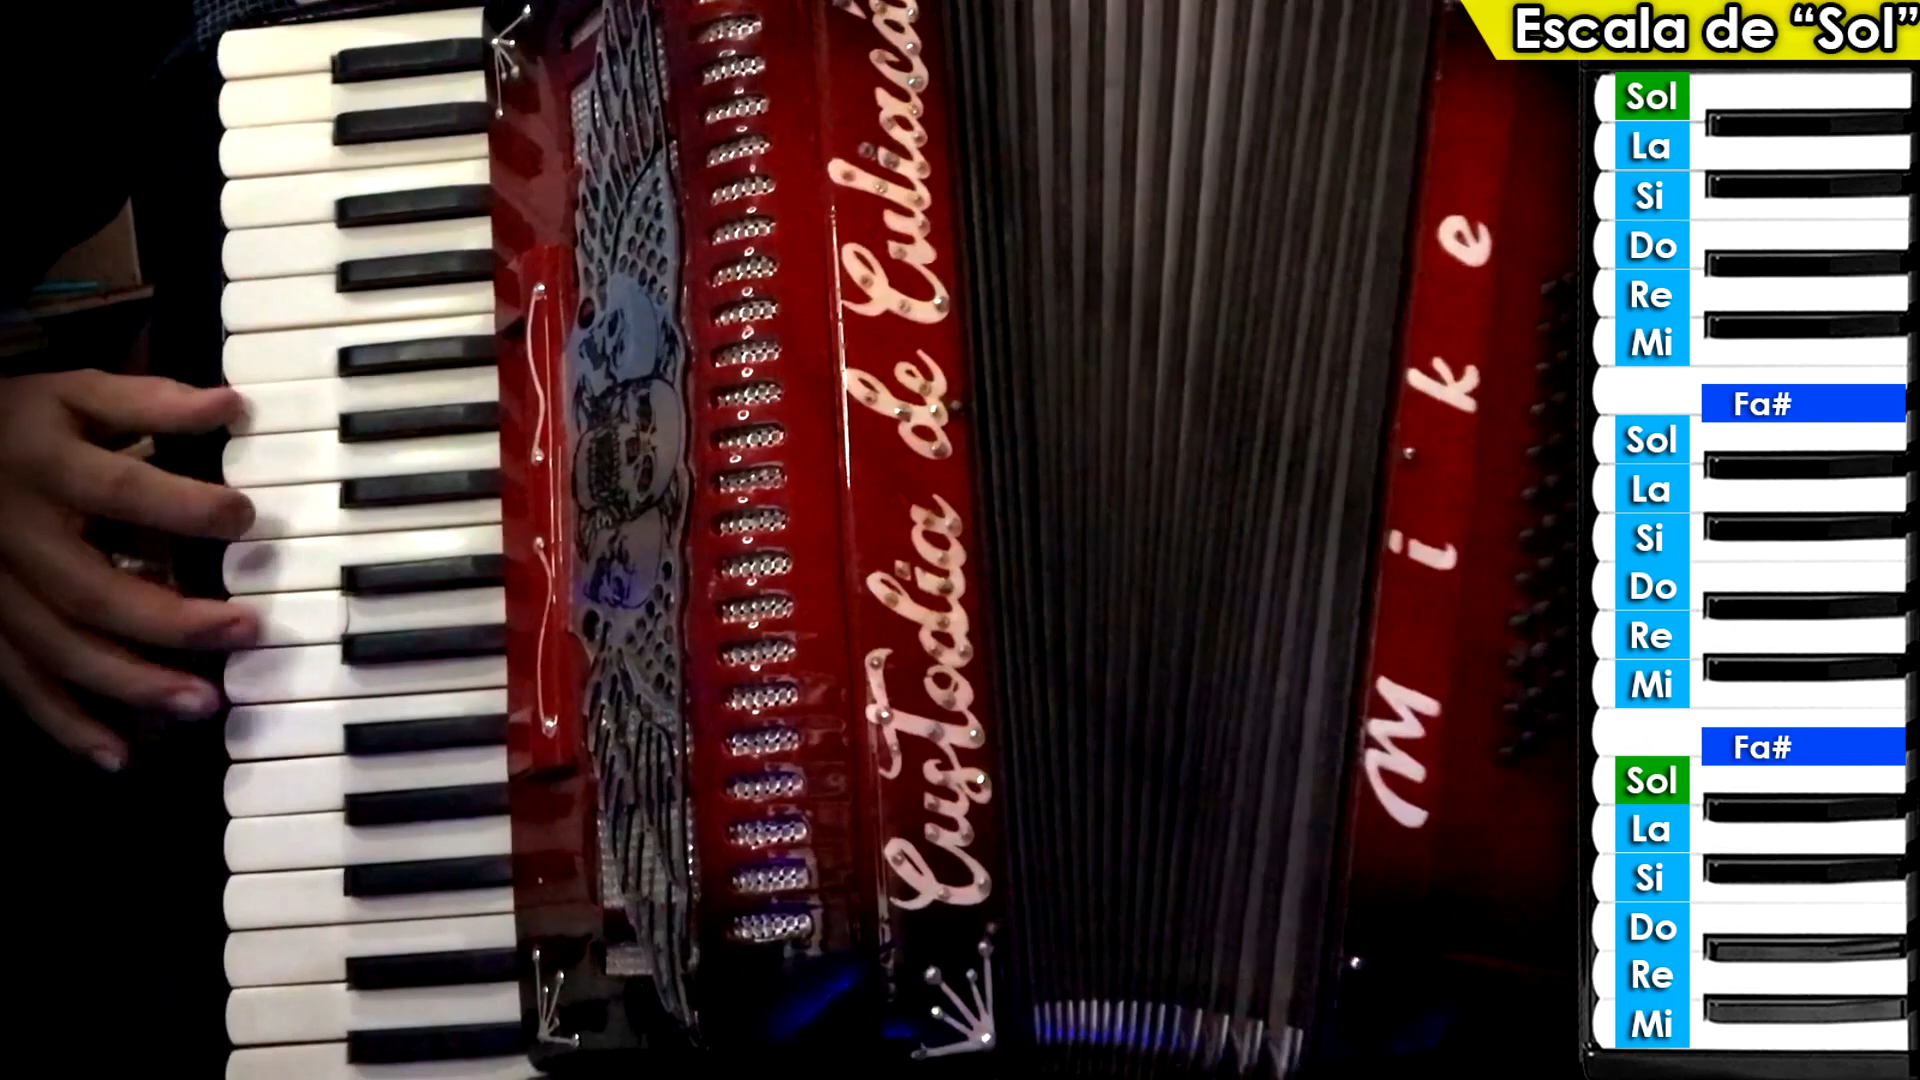 Escala de “Sol”
Custodia de Culiacá
Mike
Sol
La
Si
Do
Re
Mi
Fa#
Sol
La
Si
Do
Re
Mi
Fa#
Sol
La
Si
Do
Re
Mi